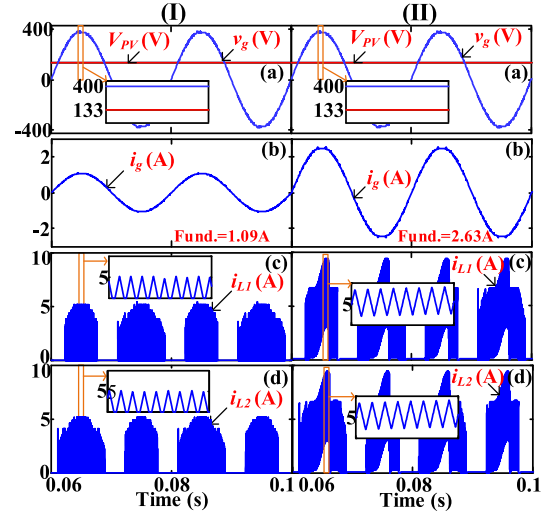 (I) (II)
400 V_PV (V) v_g (V) V_PV (V) v_g (V)
0 (a) (a)
400 400
133 133
-400
2 (b) (b)
i_g (A) i_g (A)
0
-2 Fund.=1.09A Fund.=2.63A
10 (c) (c)
5 i_L1 (A) 5 i_L1 (A)
5
0
10 (d) (d)
5 i_L2 (A) 5 i_L2 (A)
5
0
0.06 0.08 0.1 0.06 0.08 0.1
Time (s) Time (s)